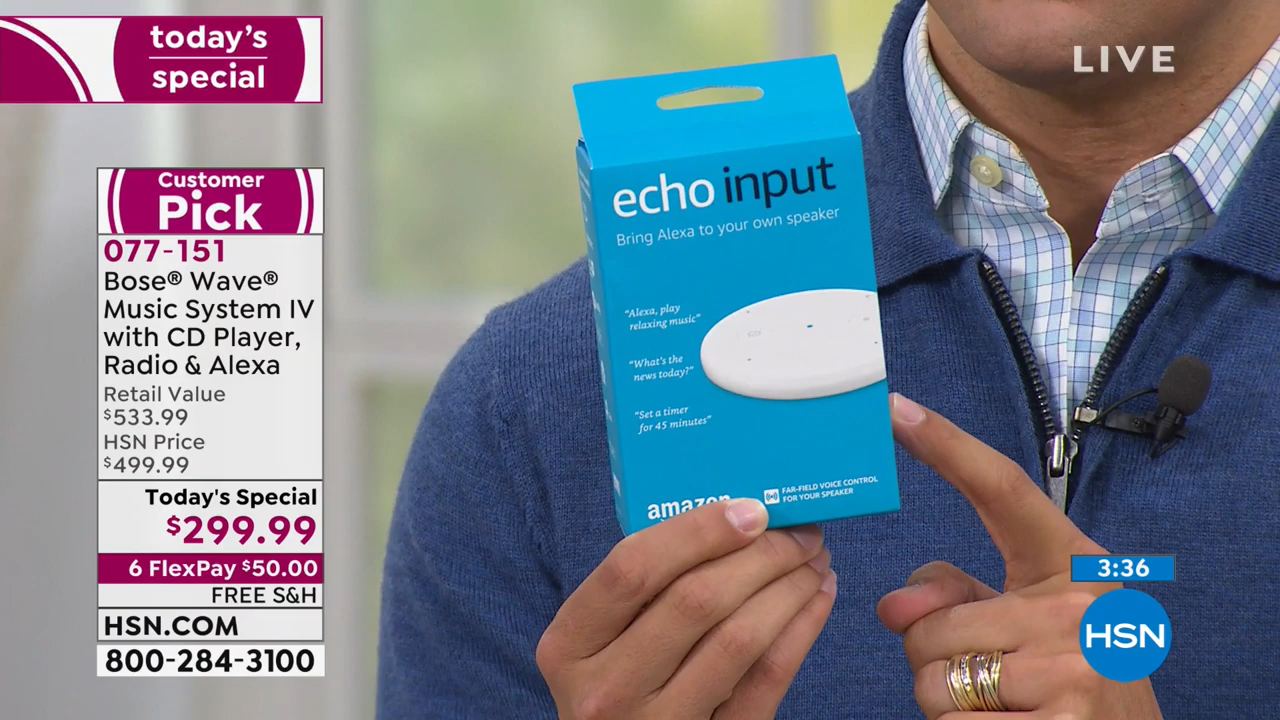 today's
special
LIVE
Customer
Pick
077-151
Bose® Wave®
Music System IV
with CD Player,
Radio & Alexa
Retail Value
$533.99
HSN Price
$499.99
Today's Special
$299.99
6 FlexPay $50.00
FREE S&H
HSN.COM
800-284-3100
echo input
Bring Alexa to your own speaker
"Alexa, play
relaxing music"
"What's the
news today?"
"Set a timer
for 45 minutes"
amazon
FAR-FIELD VOICE CONTROL
FOR YOUR SPEAKER
3:36
HSN